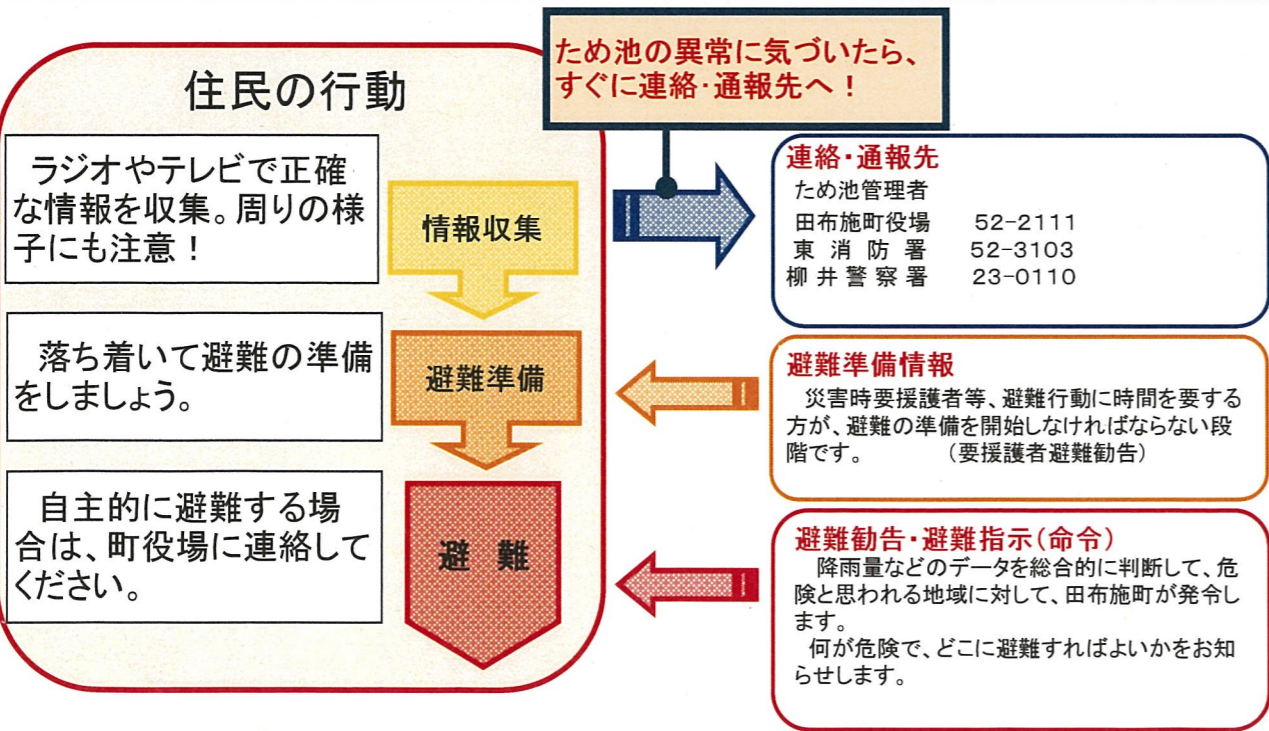 ため池の異常に気づいたら、
すぐに連絡・通報先へ！
住民の行動
ラジオやテレビで正確
な情報を収集。周りの様
子にも注意！
情報収集
連絡・通報先
ため池管理者
田布施町役場 52-2111
東消防署 52-3103
柳井警察署 23-0110
落ち着いて避難の準備
をしましょう。
避難準備
避難準備情報
災害時要援護者等、避難行動に時間を要する
方が、避難の準備を開始しなければならない段
階です。 （要援護者避難勧告）
自主的に避難する場
合は、町役場に連絡して
ください。
避難
避難勧告・避難指示（命令）
降雨量などのデータを総合的に判断して、危
険と思われる地域に対して、田布施町が発令し
ます。
何が危険で、どこに避難すればよいかをお知
らせします。